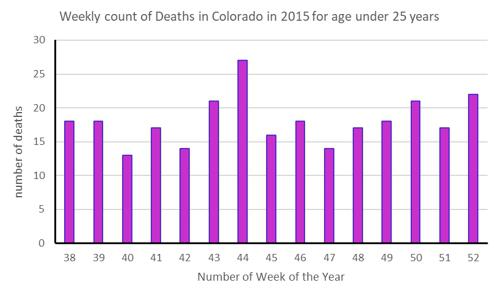 Weekly count of Deaths in Colorado in 2015 for age under 25 years
number of deaths
30
25
20
15
10
5
0
38 39 40 41 42 43 44 45 46 47 48 49 50 51 52
Number of Week of the Year